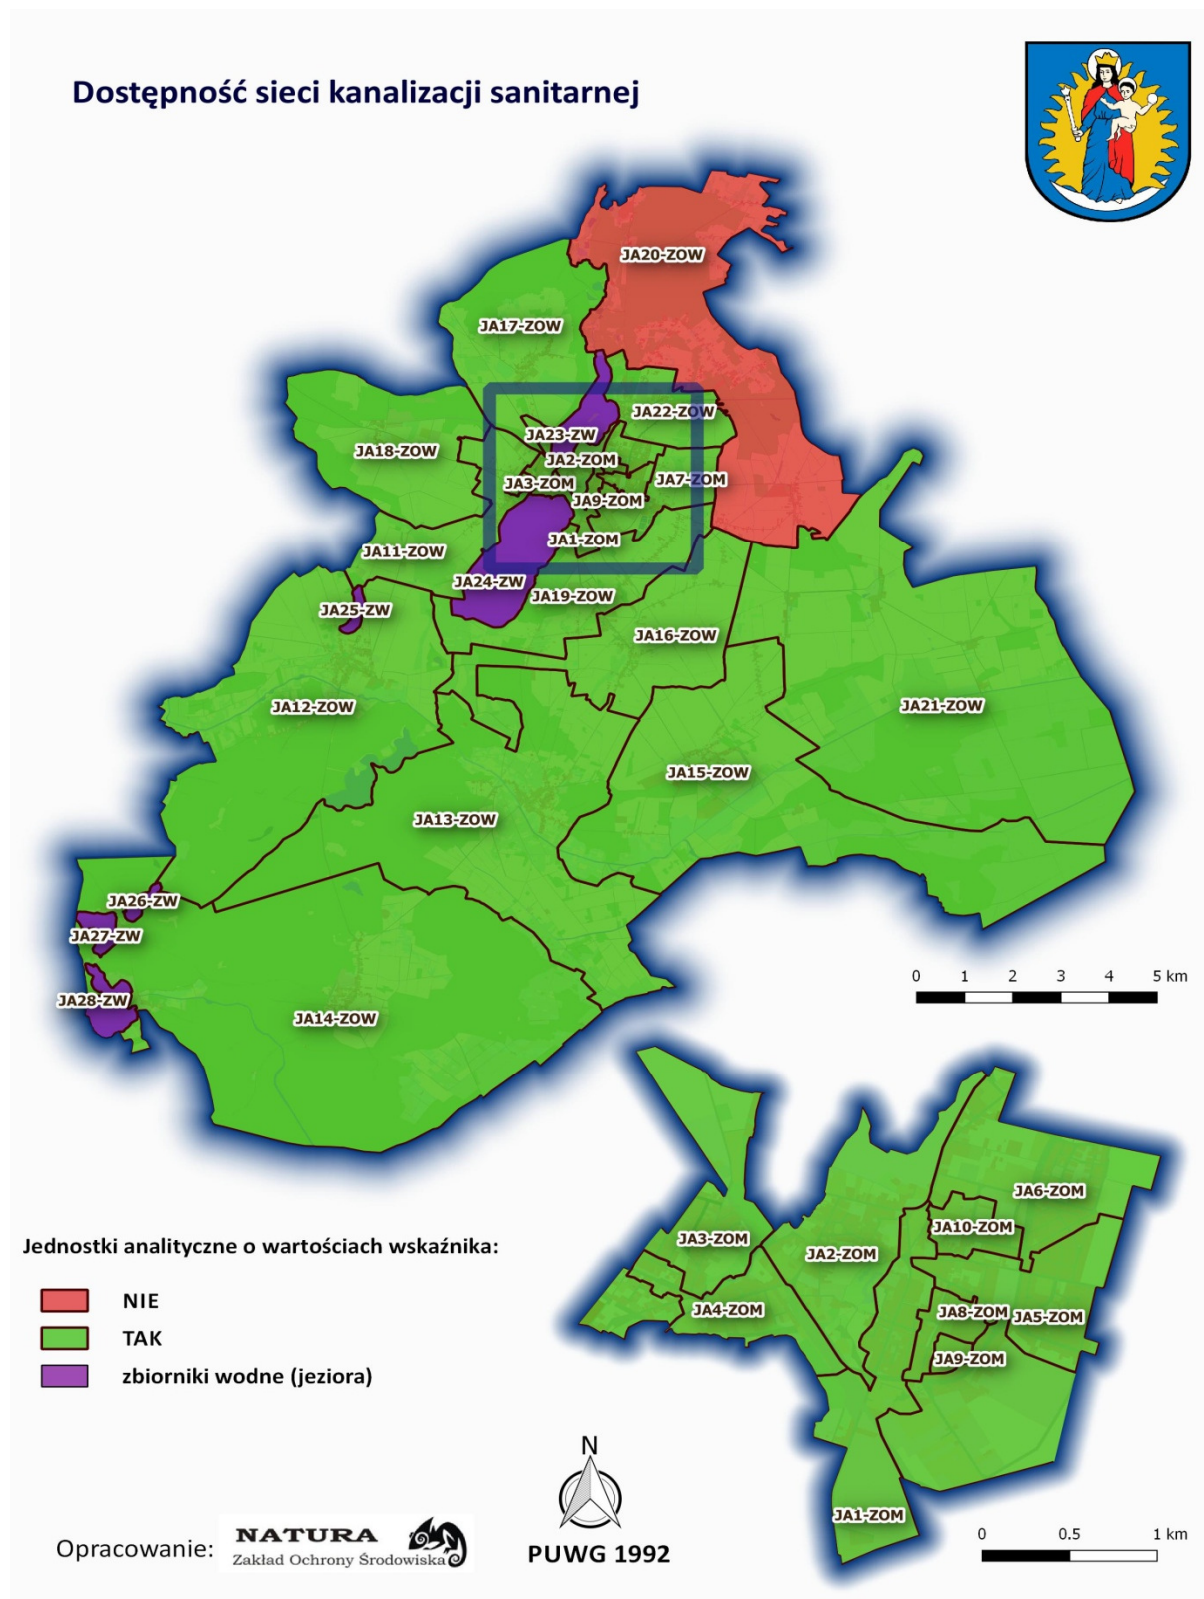 Dostępność sieci kanalizacji sanitarnej
JA20-ZOW
JA17-ZOW
JA22-ZOW
JA23-ZW
JA18-ZOW
JA2-ZOM
JA7-ZOM
JA3-ZOM
JA9-ZOM
JA1-ZOM
JA11-ZOW
JA24-ZW
JA19-ZOW
JA25-ZW
JA16-ZOW
JA12-ZOW
JA21-ZOW
JA15-ZOW
JA13-ZOW
JA26-ZW
JA27-ZW
JA28-ZW
JA14-ZOW
0 1 2 3 4 5 km
JA6-ZOM
JA10-ZOM
JA3-ZOM
JA2-ZOM
JA4-ZOM
JA8-ZOM
JA5-ZOM
JA9-ZOM
JA1-ZOM
Jednostki analityczne o wartościach wskaźnika:
NIE
TAK
zbiorniki wodne (jeziora)
Opracowanie:
NATURA
Zakład Ochrony Środowiska
N
PUWG 1992
0 0.5 1 km